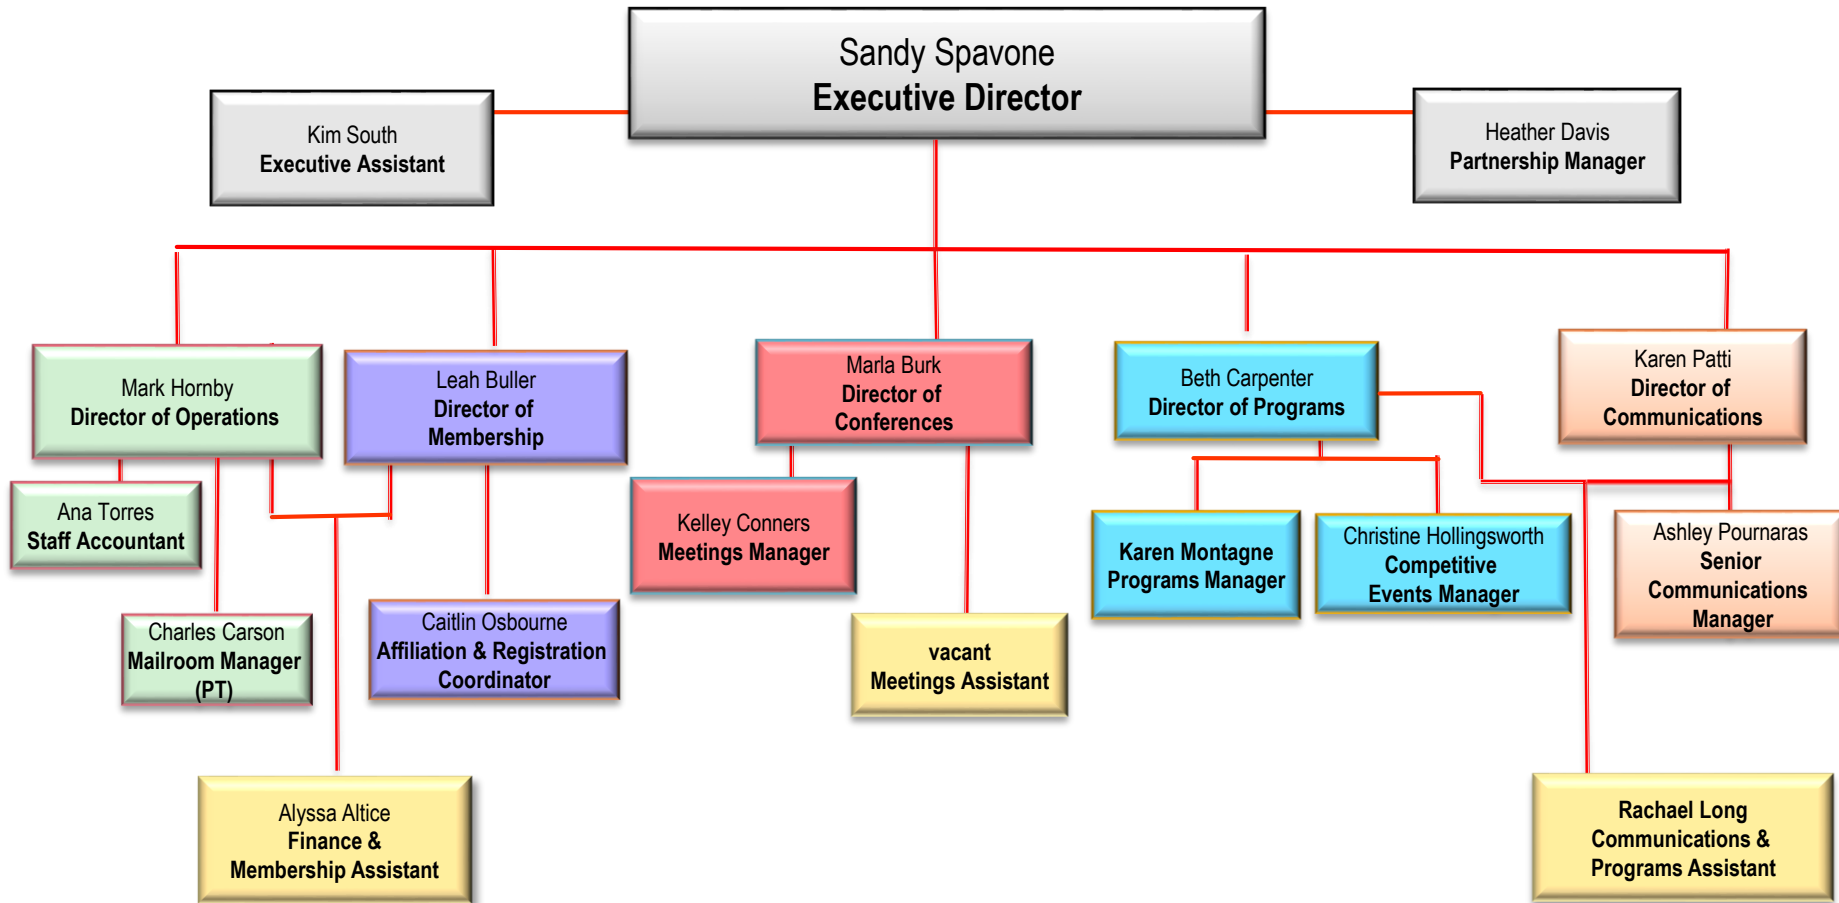 Sandy Spavone
Executive Director
Kim South
Executive Assistant
Heather Davis
Partnership Manager
Mark Hornby
Director of Operations
Leah Buller
Director of
Membership
Marla Burk
Director of
Conferences
Beth Carpenter
Director of Programs
Karen Patti
Director of
Communications
Ana Torres
Staff Accountant
Kelley Conners
Meetings Manager
Karen Montagne
Programs Manager
Christine Hollingsworth
Competitive
Events Manager
Ashley Pournaras
Senior
Communications
Manager
Charles Carson
Mailroom Manager
(PT)
Caitlin Osbourne
Affiliation & Registration
Coordinator
vacant
Meetings Assistant
Alyssa Altice
Finance &
Membership Assistant
Rachael Long
Communications &
Programs Assistant